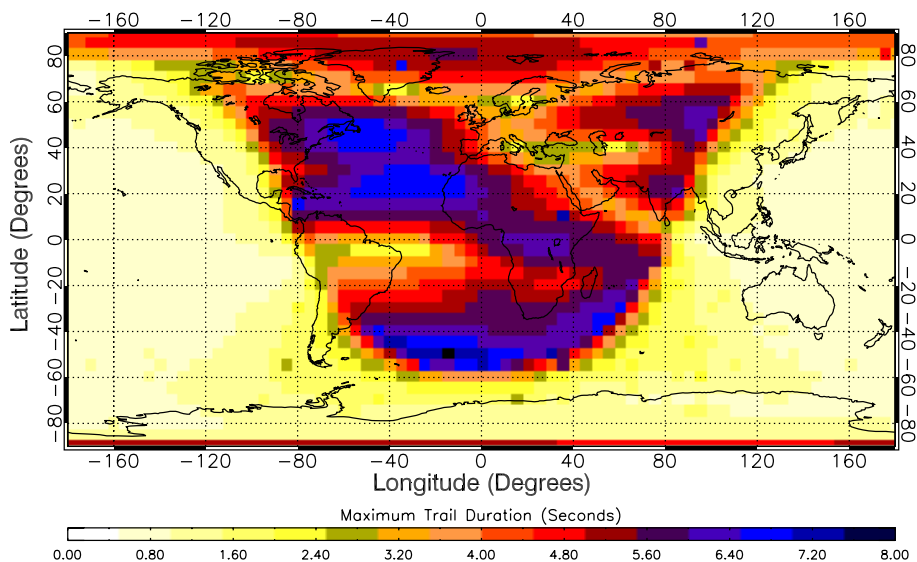 −160 −120 −80 −40 0 40 80 120 160
80 80
60 60
40 40
20 20
0 0
−20 −20
−40 −40
−60 −60
−80 −80
Latitude (Degrees)
−160 −120 −80 −40 0 40 80 120 160
Longitude (Degrees)
Maximum Trail Duration (Seconds)
0.00 0.80 1.60 2.40 3.20 4.00 4.80 5.60 6.40 7.20 8.00